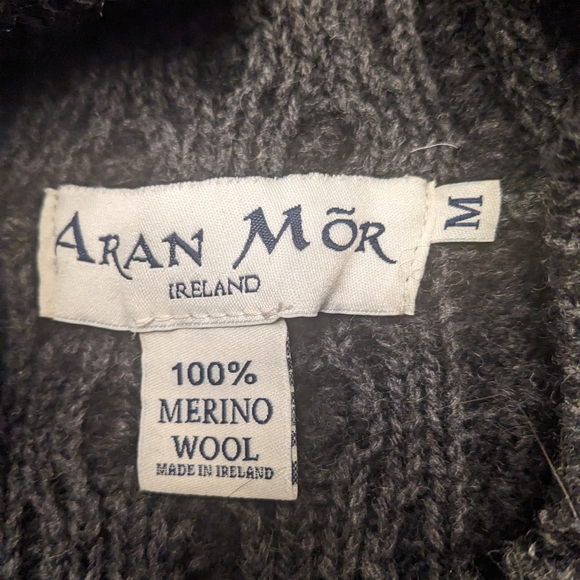 ARAN MÕR
IRELAND
M
100%
MERINO
WOOL
MADE IN IRELAND